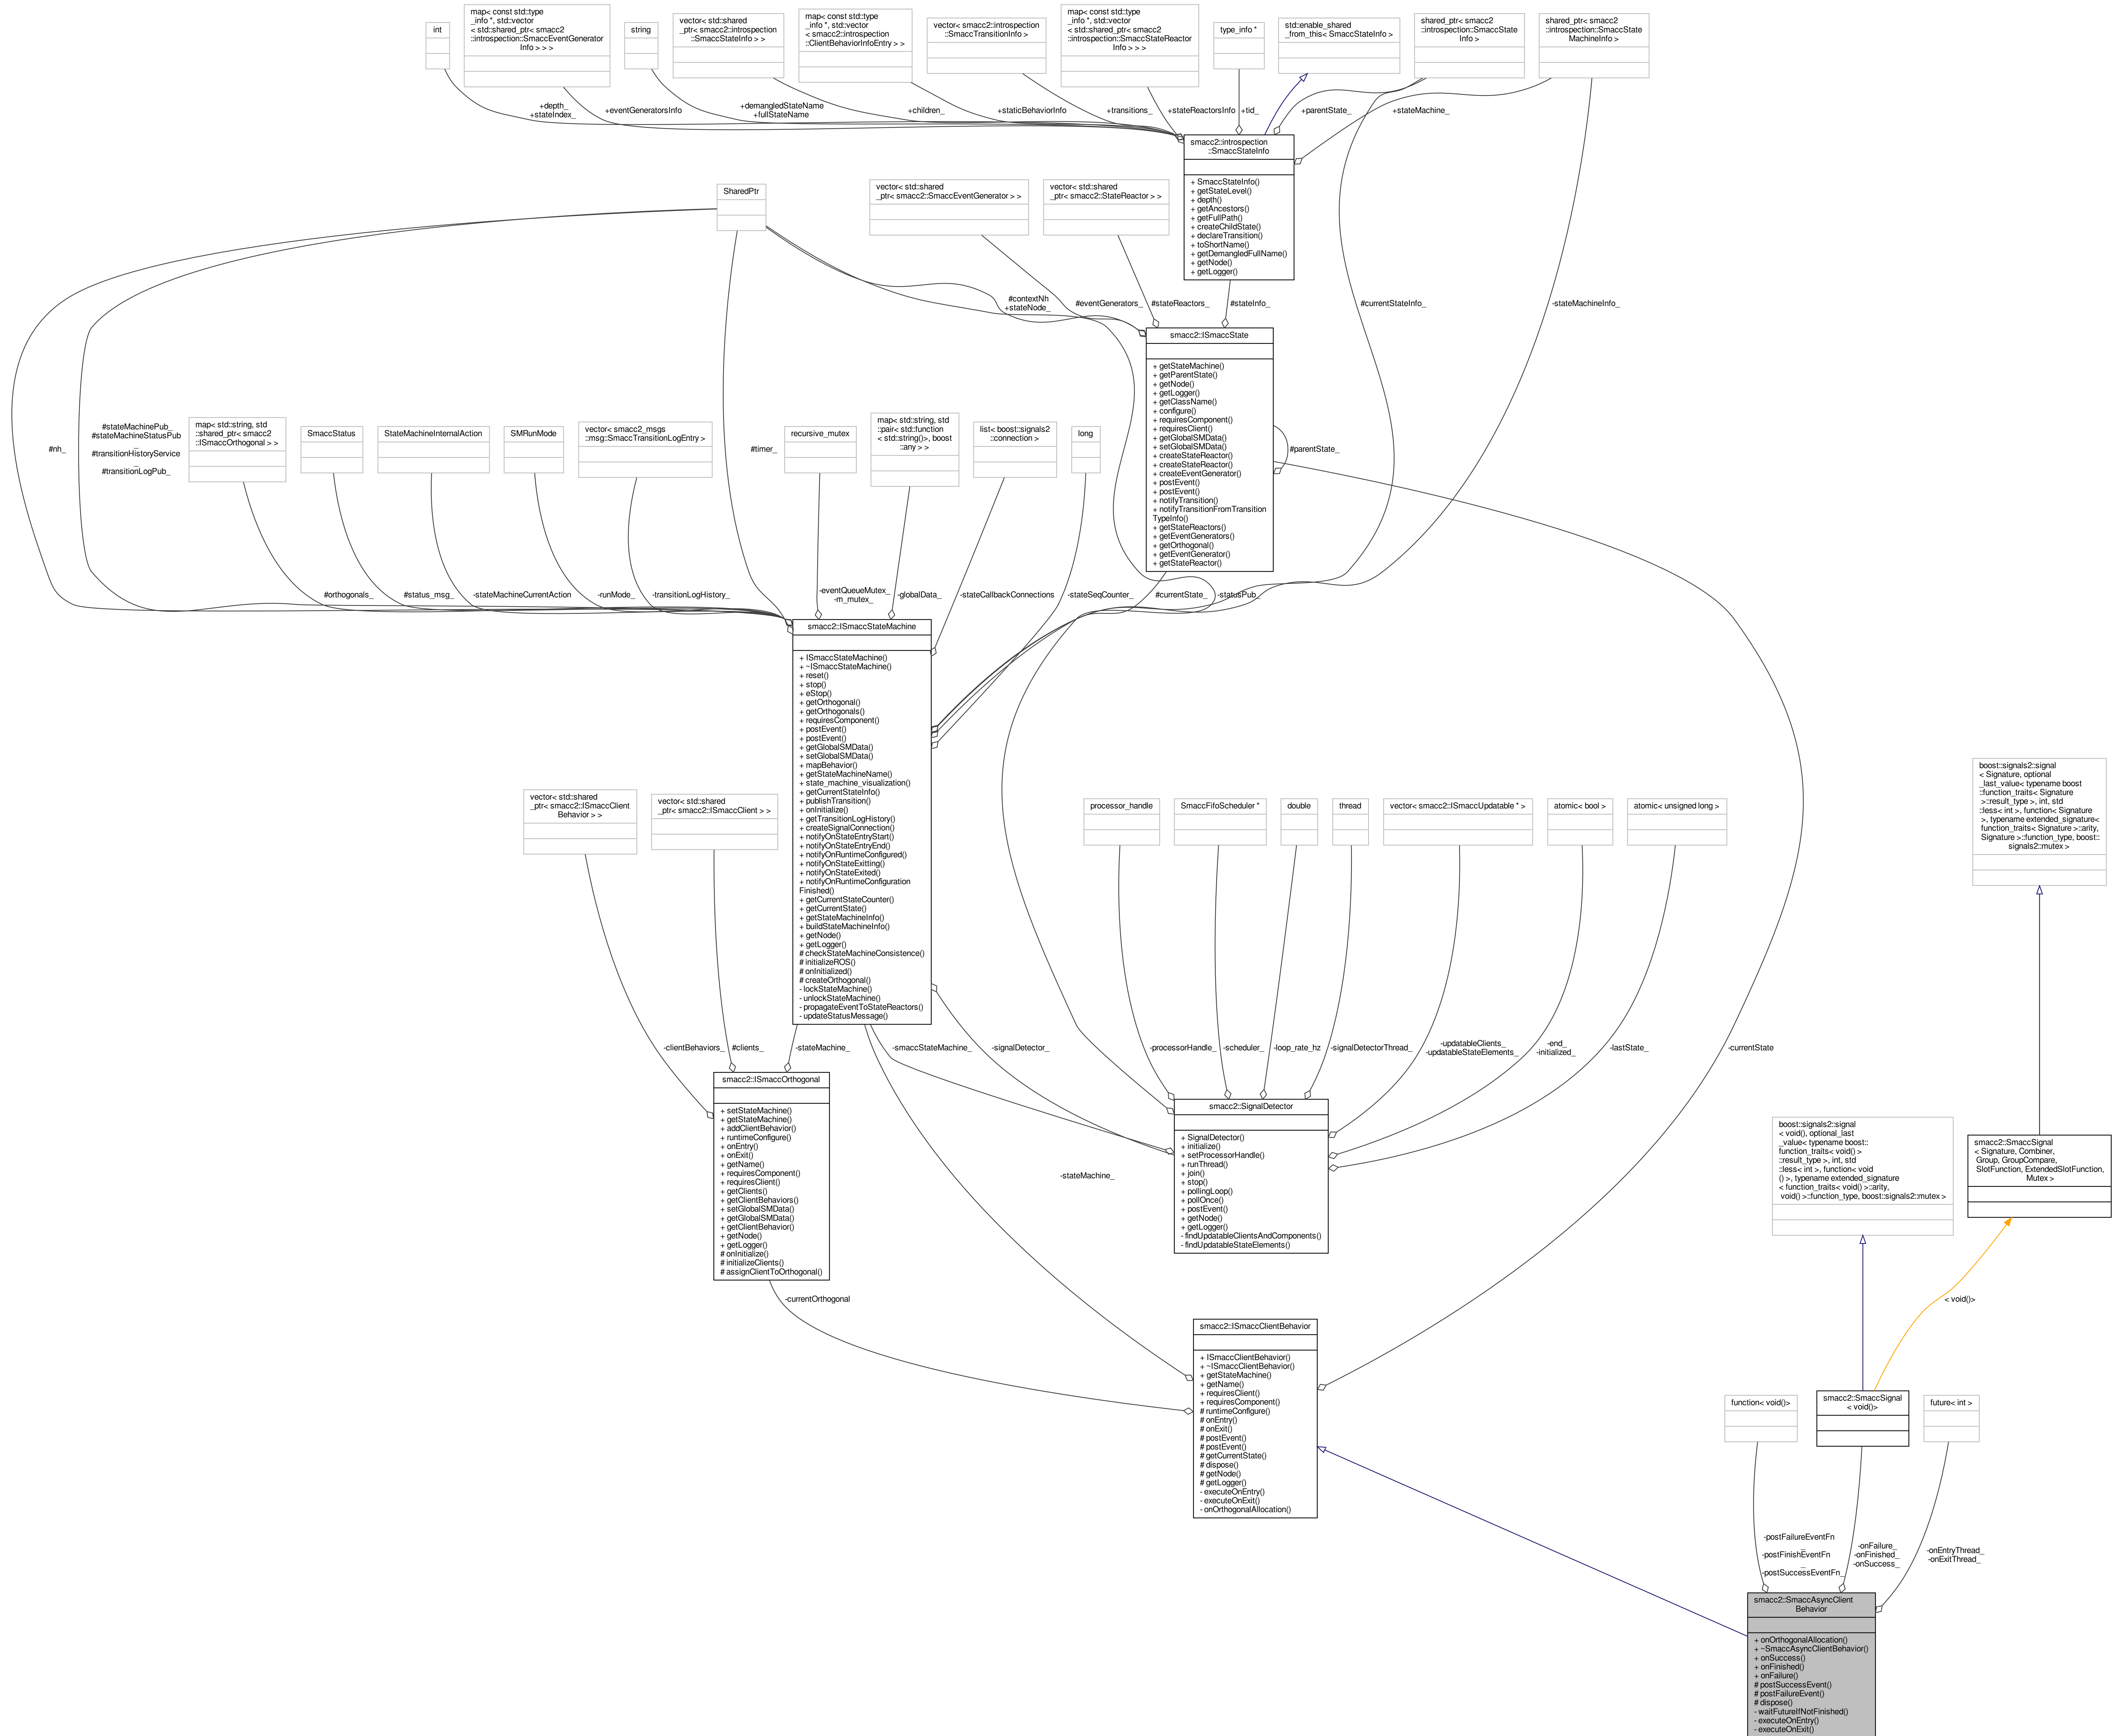 int
map< const std::type
_info *, std::vector
< std::shared_ptr< smacc2
::introspection::SmaccEventGenerator
Info > > >
string
vector< std::shared
_ptr< smacc2::introspection
::SmaccStateInfo > >
map< const std::type
_info *, std::vector
< smacc2::introspection
::ClientBehaviorInfoEntry > >
vector< smacc2::introspection
::SmaccTransitionInfo >
map< const std::type
_info *, std::vector
< std::shared_ptr< smacc2
::introspection::SmaccStateReactor
Info > > >
type_info *
std::enable_shared
_from_this< SmaccStateInfo >
shared_ptr< smacc2
::introspection::SmaccState
Info >
shared_ptr< smacc2
::introspection::SmaccState
MachineInfo >
+depth_
+stateIndex_
+eventGeneratorsInfo
+demangledStateName
+fullStateName
+children_
+staticBehaviorInfo
+transitions_
+stateReactorsInfo
+tid_
+parentState_
+stateMachine_
smacc2::introspection
::SmaccStateInfo
+ SmaccStateInfo()
+ getStateLevel()
+ depth()
+ getAncestors()
+ getFullPath()
+ createChildState()
+ declareTransition()
+ toShortName()
+ getDemangledFullName()
+ getNode()
+ getLogger()
SharedPtr
vector< std::shared
_ptr< smacc2::SmaccEventGenerator > >
vector< std::shared
_ptr< smacc2::StateReactor > >
#contextNh
+stateNode_
#eventGenerators_
#stateReactors_
#stateInfo_
#currentStateInfo_
-stateMachineInfo_
smacc2::ISmaccState
+ getStateMachine()
+ getParentState()
+ getNode()
+ getLogger()
+ getClassName()
+ configure()
+ requiresComponent()
+ requiresClient()
+ getGlobalSMData()
+ setGlobalSMData()
+ createStateReactor()
+ createStateReactor()
+ createEventGenerator()
+ postEvent()
+ postEvent()
+ notifyTransition()
+ notifyTransitionFromTransition
TypeInfo()
+ getStateReactors()
+ getEventGenerators()
+ getOrthogonal()
+ getEventGenerator()
+ getStateReactor()
#parentState_
#nh_
#stateMachinePub_
#stateMachineStatusPub
_
#transitionHistoryService
_
#transitionLogPub_
map< std::string, std
::shared_ptr< smacc2
::ISmaccOrthogonal > >
SmaccStatus
StateMachineInternalAction
SMRunMode
vector< smacc2_msgs
::msg::SmaccTransitionLogEntry >
#timer_
recursive_mutex
map< std::string, std
::pair< std::function
< std::string()>, boost
::any > >
list< boost::signals2
::connection >
long
#orthogonals_
#status_msg_
-stateMachineCurrentAction
-runMode_
-transitionLogHistory_
-eventQueueMutex_
-m_mutex_
-globalData_
-stateCallbackConnections
-stateSeqCounter_
#currentState_
-statusPub_
smacc2::ISmaccStateMachine
+ ISmaccStateMachine()
+ ~ISmaccStateMachine()
+ reset()
+ stop()
+ eStop()
+ getOrthogonal()
+ getOrthogonals()
+ requiresComponent()
+ postEvent()
+ postEvent()
+ getGlobalSMData()
+ setGlobalSMData()
+ mapBehavior()
+ getStateMachineName()
+ state_machine_visualization()
+ getCurrentStateInfo()
+ publishTransition()
+ onInitialize()
+ getTransitionLogHistory()
+ createSignalConnection()
+ notifyOnStateEntryStart()
+ notifyOnStateEntryEnd()
+ notifyOnRuntimeConfigured()
+ notifyOnStateExitting()
+ notifyOnStateExited()
+ notifyOnRuntimeConfiguration
Finished()
+ getCurrentStateCounter()
+ getCurrentState()
+ getStateMachineInfo()
+ buildStateMachineInfo()
+ getNode()
+ getLogger()
# checkStateMachineConsistence()
# initializeROS()
# onInitialized()
# createOrthogonal()
- lockStateMachine()
- unlockStateMachine()
- propagateEventToStateReactors()
- updateStatusMessage()
vector< std::shared
_ptr< smacc2::ISmaccClient
Behavior > >
vector< std::shared
_ptr< smacc2::ISmaccClient > >
processor_handle
SmaccFifoScheduler *
double
thread
vector< smacc2::ISmaccUpdatable * >
atomic< bool >
atomic< unsigned long >
boost::signals2::signal
< Signature, optional
_last_value< typename boost
::function_traits< Signature
>::result_type >, int, std
::less< int >, function< Signature
>, typename extended_signature<
function_traits< Signature >::arity,
Signature >::function_type, boost::
signals2::mutex >
-clientBehaviors_
#clients_
-stateMachine_
-smaccStateMachine_
-signalDetector_
-processorHandle_
-scheduler_
-loop_rate_hz
-signalDetectorThread_
-updatableClients_
-updatableStateElements_
-end_
-initialized_
-lastState_
-currentState
smacc2::ISmaccOrthogonal
+ setStateMachine()
+ getStateMachine()
+ addClientBehavior()
+ runtimeConfigure()
+ onEntry()
+ onExit()
+ getName()
+ requiresComponent()
+ requiresClient()
+ getClients()
+ getClientBehaviors()
+ setGlobalSMData()
+ getGlobalSMData()
+ getClientBehavior()
+ getNode()
+ getLogger()
# onInitialize()
# initializeClients()
# assignClientToOrthogonal()
-stateMachine_
smacc2::SignalDetector
+ SignalDetector()
+ initialize()
+ setProcessorHandle()
+ runThread()
+ join()
+ stop()
+ pollingLoop()
+ pollOnce()
+ postEvent()
+ getNode()
+ getLogger()
- findUpdatableClientsAndComponents()
- findUpdatableStateElements()
boost::signals2::signal
< void(), optional_last
_value< typename boost::
function_traits< void()>
::result_type >, int, std
::less< int >, function< void
() >, typename extended_signature
< function_traits< void() >::arity,
void() >::function_type, boost::signals2::mutex >
smacc2::SmaccSignal
< Signature, Combiner,
Group, GroupCompare,
SlotFunction, ExtendedSlotFunction,
Mutex >
-currentOrthogonal
< void()>
smacc2::ISmaccClientBehavior
+ ISmaccClientBehavior()
+ ~ISmaccClientBehavior()
+ getStateMachine()
+ getName()
+ requiresClient()
+ requiresComponent()
# runtimeConfigure()
# onEntry()
# onExit()
# postEvent()
# postEvent()
# getCurrentState()
# dispose()
# getNode()
# getLogger()
- executeOnEntry()
- executeOnExit()
- onOrthogonalAllocation()
function< void()>
smacc2::SmaccSignal
< void()>
future< int >
-postFailureEventFn
_
-postFinishEventFn
_
-postSuccessEventFn_
-onFailure_
-onFinished_
-onSuccess_
-onEntryThread_
-onExitThread_
smacc2::SmaccAsyncClient
Behavior
+ onOrthogonalAllocation()
+ ~SmaccAsyncClientBehavior()
+ onSuccess()
+ onFinished()
+ onFailure()
# postSuccessEvent()
# postFailureEvent()
# dispose()
- waitFutureIfNotFinished()
- executeOnEntry()
- executeOnExit()